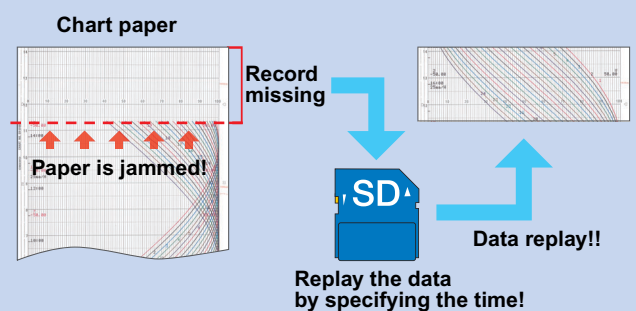 Chart paper
Record
missing
Paper is jammed!
SD
Data replay!!
Replay the data
by specifying the time!